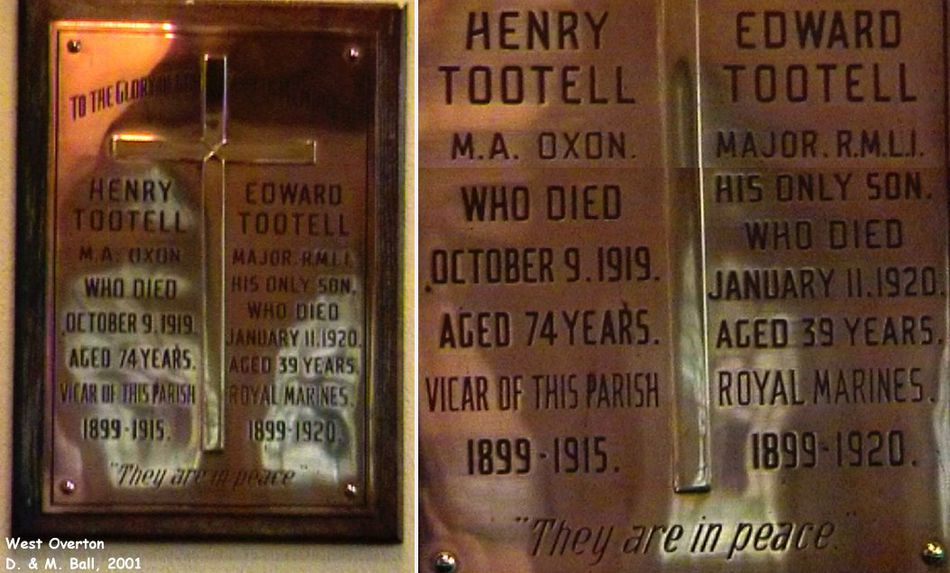 TO THE GLORY OF
HENRY
TOOTELL
M.A. OXON
WHO DIED
OCTOBER 9. 1919.
AGED 74 YEARS.
VICAR OF THIS PARISH
1899-1915.
EDWARD
TOOTELL
MAJOR. R.M.L.I.
HIS ONLY SON.
WHO DIED
JANUARY 11. 1920.
AGED 39 YEARS.
ROYAL MARINES.
1899-1920.
"They are in peace"
West Overton
D. & M. Ball, 2001
HENRY
TOOTELL
M.A. OXON.
WHO DIED
OCTOBER 9. 1919.
AGED 74 YEARS.
VICAR OF THIS PARISH
1899-1915.
EDWARD
TOOTELL
MAJOR. R.M.L.I.
HIS ONLY SON.
WHO DIED
JANUARY 11. 1920.
AGED 39 YEARS.
ROYAL MARINES.
1899-1920.
"They are in peace"